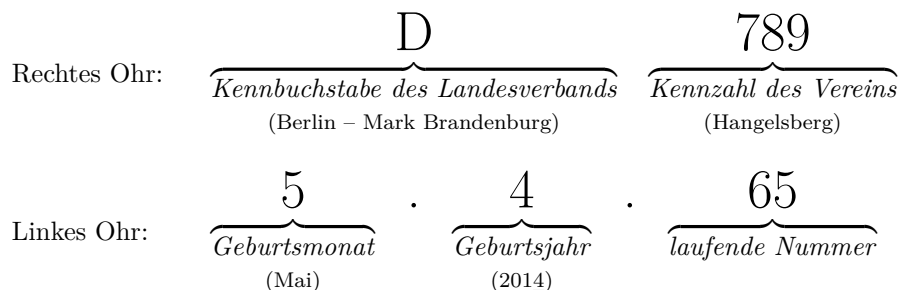 D 789
Rechtes Ohr:
Kennbuchstabe des Landesverbands Kennzahl des Vereins
(Berlin – Mark Brandenburg) (Hangelsberg)
5 . 4 . 65
Linkes Ohr:
Geburtsmonat Geburtsjahr laufende Nummer
(Mai) (2014)